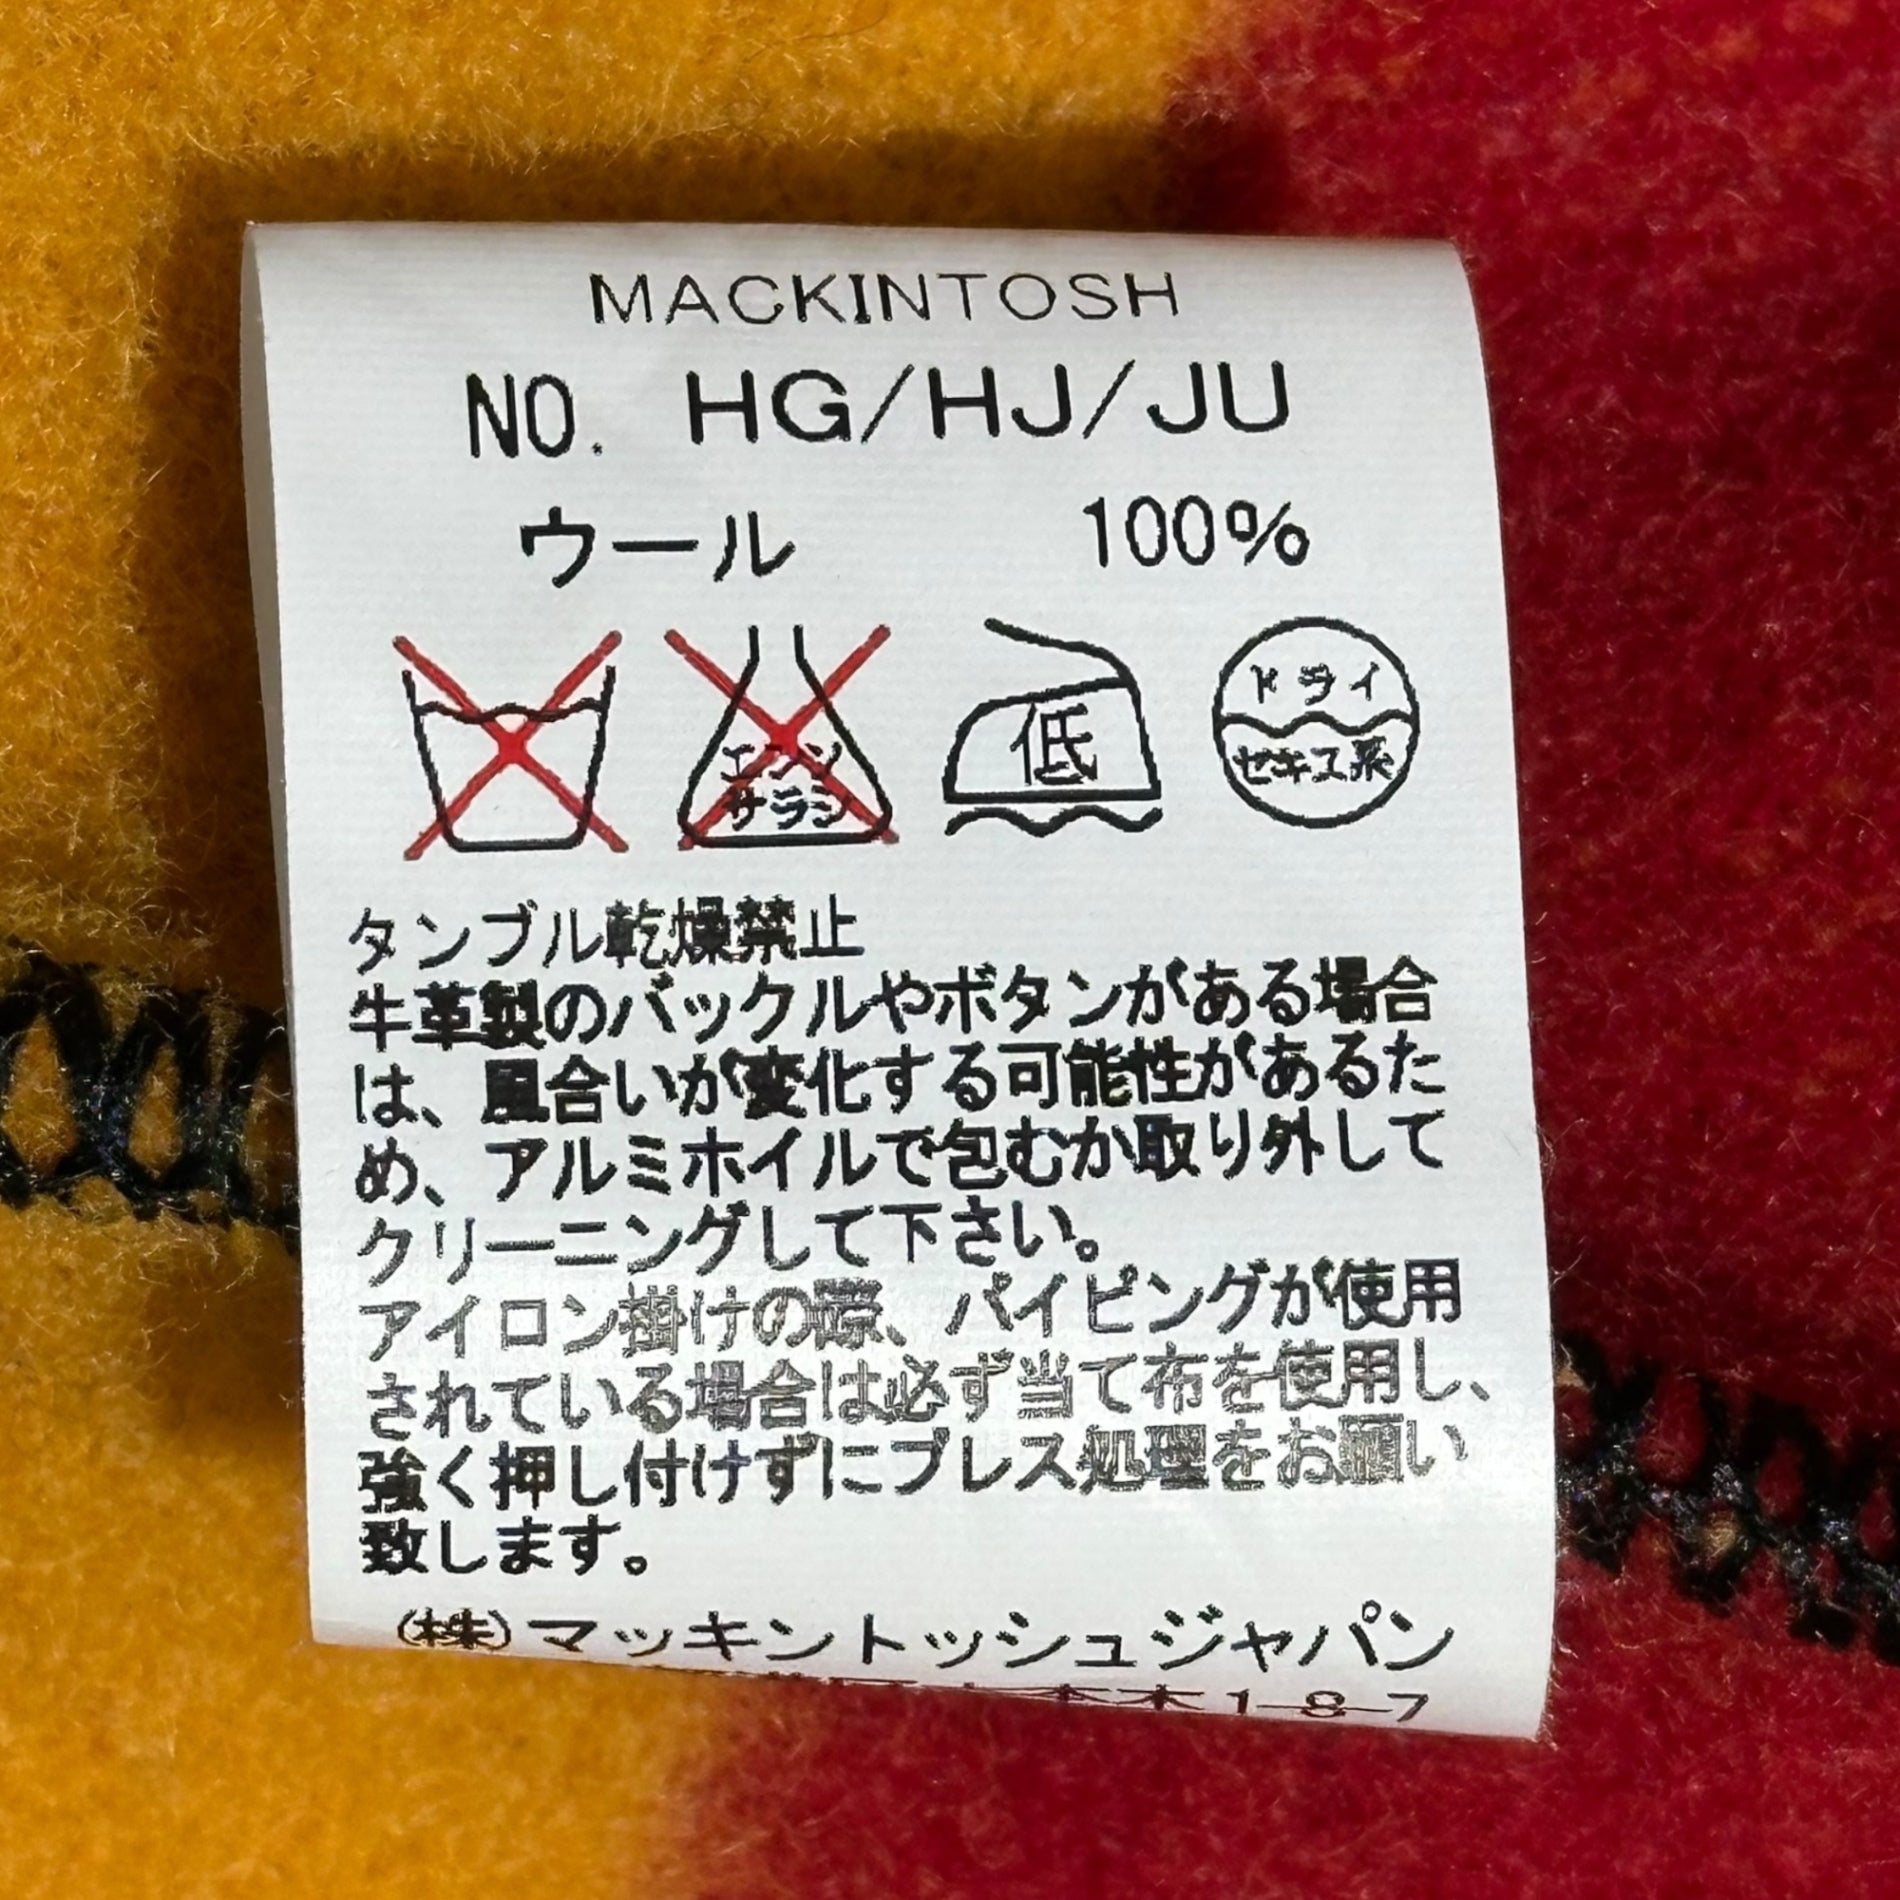 MACKINTOSH
NO. HG/HJ/JU
ウール 100%
エンソ
サラシ
低
ドライ
セキユ系
タンブル乾燥禁止
牛革製のバックルやボタンがある場合
は、風合いが変化する可能性があるた
め、アルミホイルで包むか取り外して
クリーニングして下さい。
アイロン掛けの際、パイピングが使用
されている場合は必ず当て布を使用し、
強く押し付けずにプレス処理をお願い
致します。
(株)マッキントッシュジャパン
六本木1-8-7